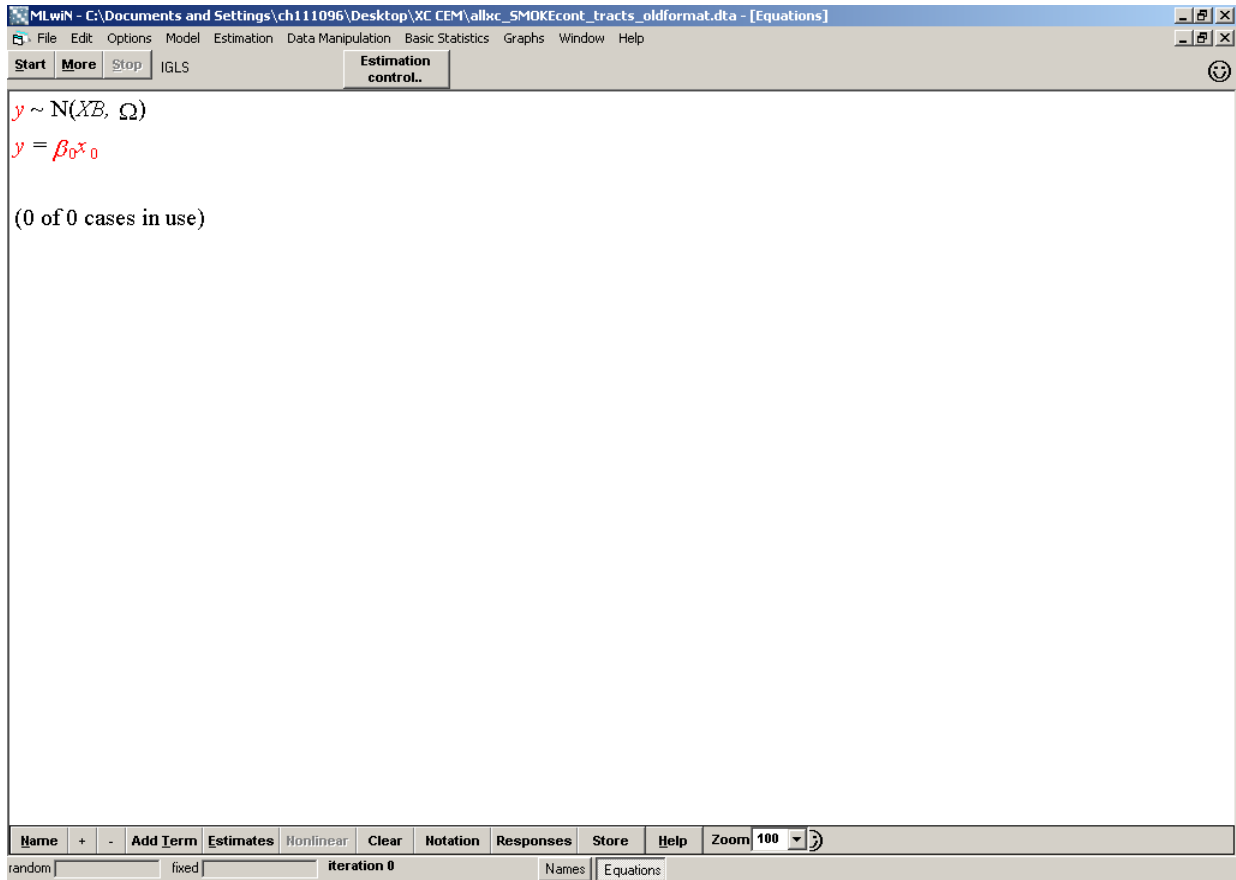 MLwiN - C:\Documents and Settings\ch111096\Desktop\XC CEM\allxc_SMOKEcont_tracts_oldformat.dta - [Equations]
File Edit Options Model Estimation Data Manipulation Basic Statistics Graphs Window Help
Start More Stop IGLS Estimation control..
y ~ N(XB, Ω)
y = β₀x₀
(0 of 0 cases in use)
Name + - Add Term Estimates Nonlinear Clear Notation Responses Store Help Zoom 100
random fixed iteration 0 Names Equations